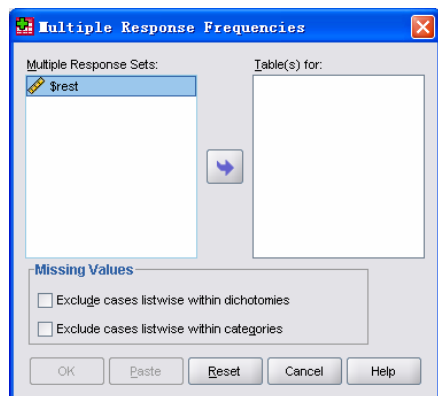 Multiple Response Frequencies
Multiple Response Sets:
Table(s) for:
$rest
Missing Values
Exclude cases listwise within dichotomies
Exclude cases listwise within categories
OK
Paste
Reset
Cancel
Help